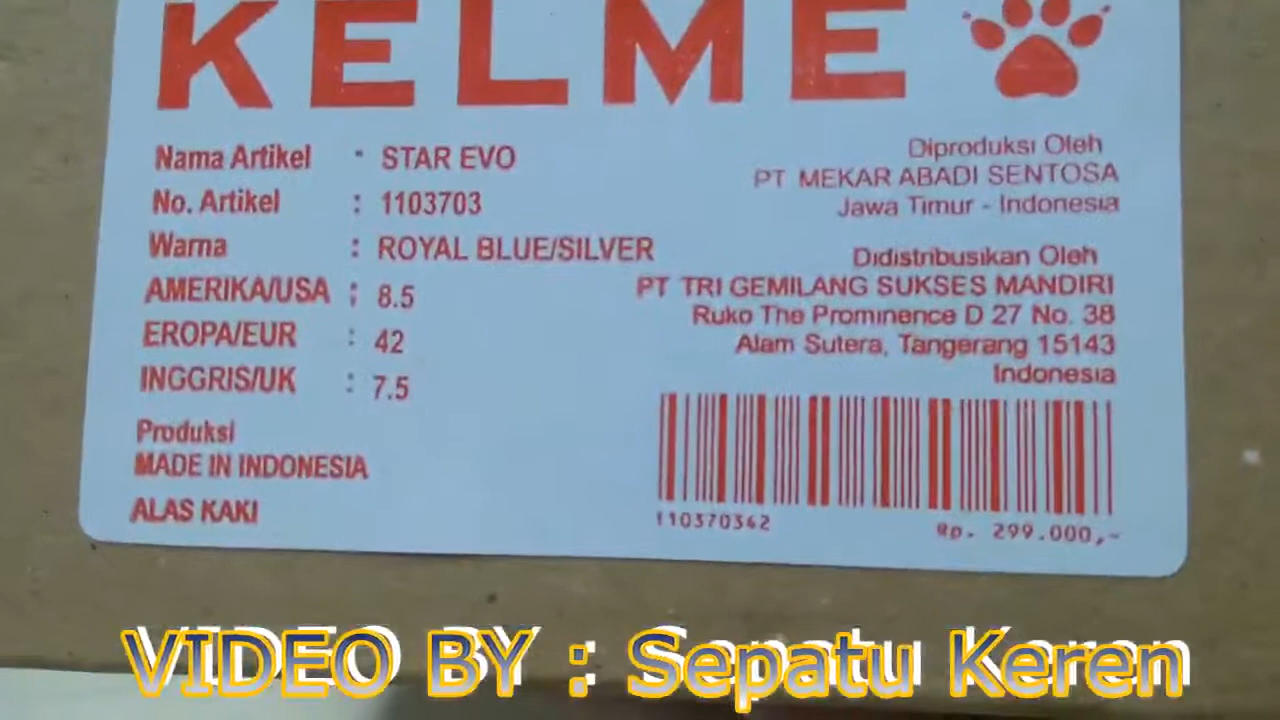 KELME
Nama Artikel : STAR EVO
No. Artikel : 1103703
Warna : ROYAL BLUE/SILVER
AMERIKA/USA : 8.5
EROPA/EUR : 42
INGGRIS/UK : 7.5
Produksi
MADE IN INDONESIA
ALAS KAKI
Diproduksi Oleh
PT MEKAR ABADI SENTOSA
Jawa Timur - Indonesia
Didistribusikan Oleh
PT TRI GEMILANG SUKSES MANDIRI
Ruko The Prominence D 27 No. 38
Alam Sutera, Tangerang 15143
Indonesia
110370342 Rp. 299.000,-
VIDEO BY : Sepatu Keren